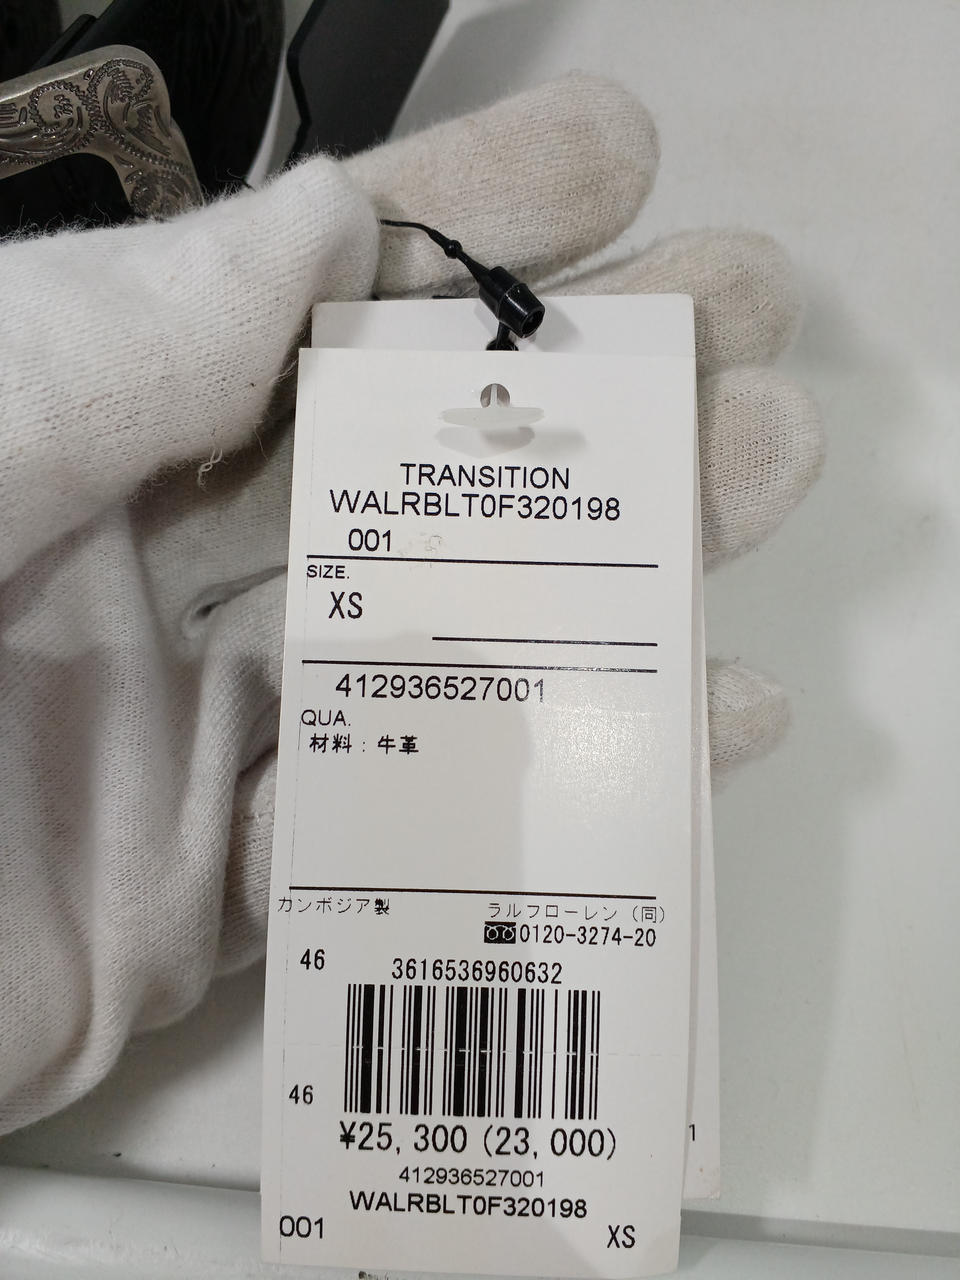 TRANSITION
WALRBLT0F320198
001
SIZE.
XS
412936527001
QUA.
材料：牛革
カンボジア製
ラルフローレン（同）
0120-3274-20
46
3616536960632
46
¥25,300 (23,000)
412936527001
WALRBLT0F320198
001
XS
1